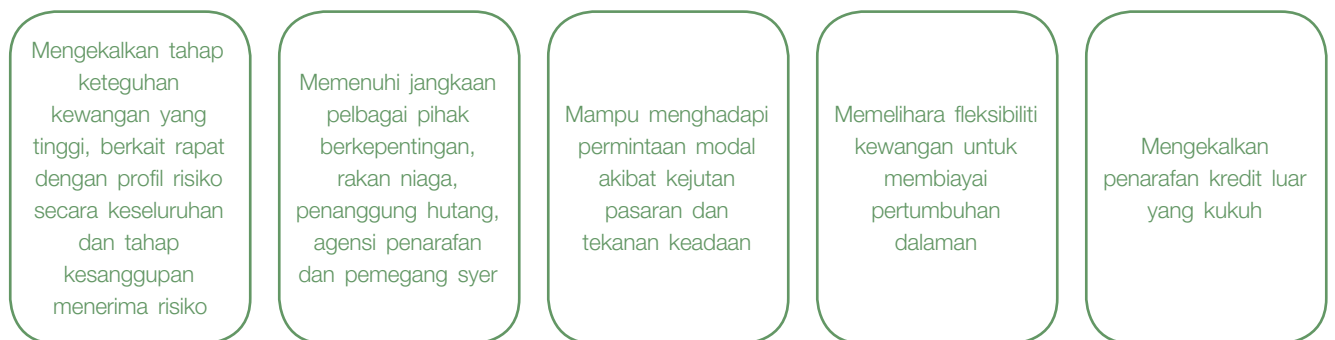 Mengekalkan tahap
keteguhan
kewangan yang
tinggi, berkait rapat
dengan profil risiko
secara keseluruhan
dan tahap
kesanggupan
menerima risiko
Memenuhi jangkaan
pelbagai pihak
berkepentingan,
rakan niaga,
penanggung hutang,
agensi penarafan
dan pemegang syer
Mampu menghadapi
permintaan modal
akibat kejutan
pasaran dan
tekanan keadaan
Memelihara fleksibiliti
kewangan untuk
membiayai
pertumbuhan
dalaman
Mengekalkan
penarafan kredit luar
yang kukuh